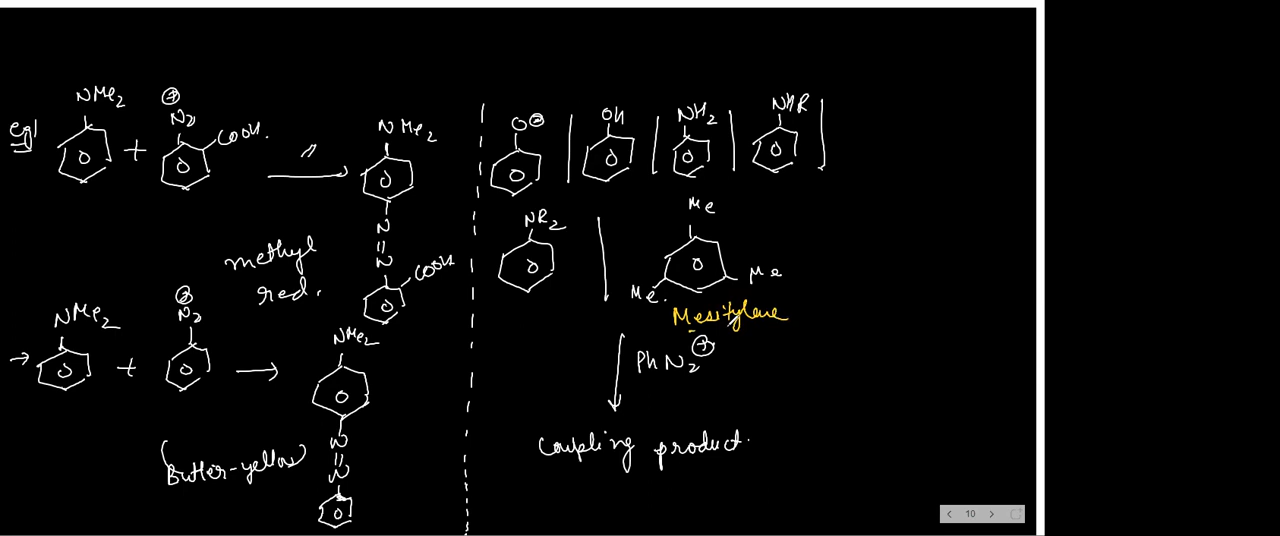 egl
NMe2
+
N2⊕
COOH.
NMe2
N
N
COOH
methyl
red.
→
NMe2
+
N2⊕
NMe2
N
N
(Butter-yellow)
O⊖
OH
NH2
NHR
NR2
Me
Me
Me.
Mesitylene
PhN2⊕
Coupling product.
< 10 >